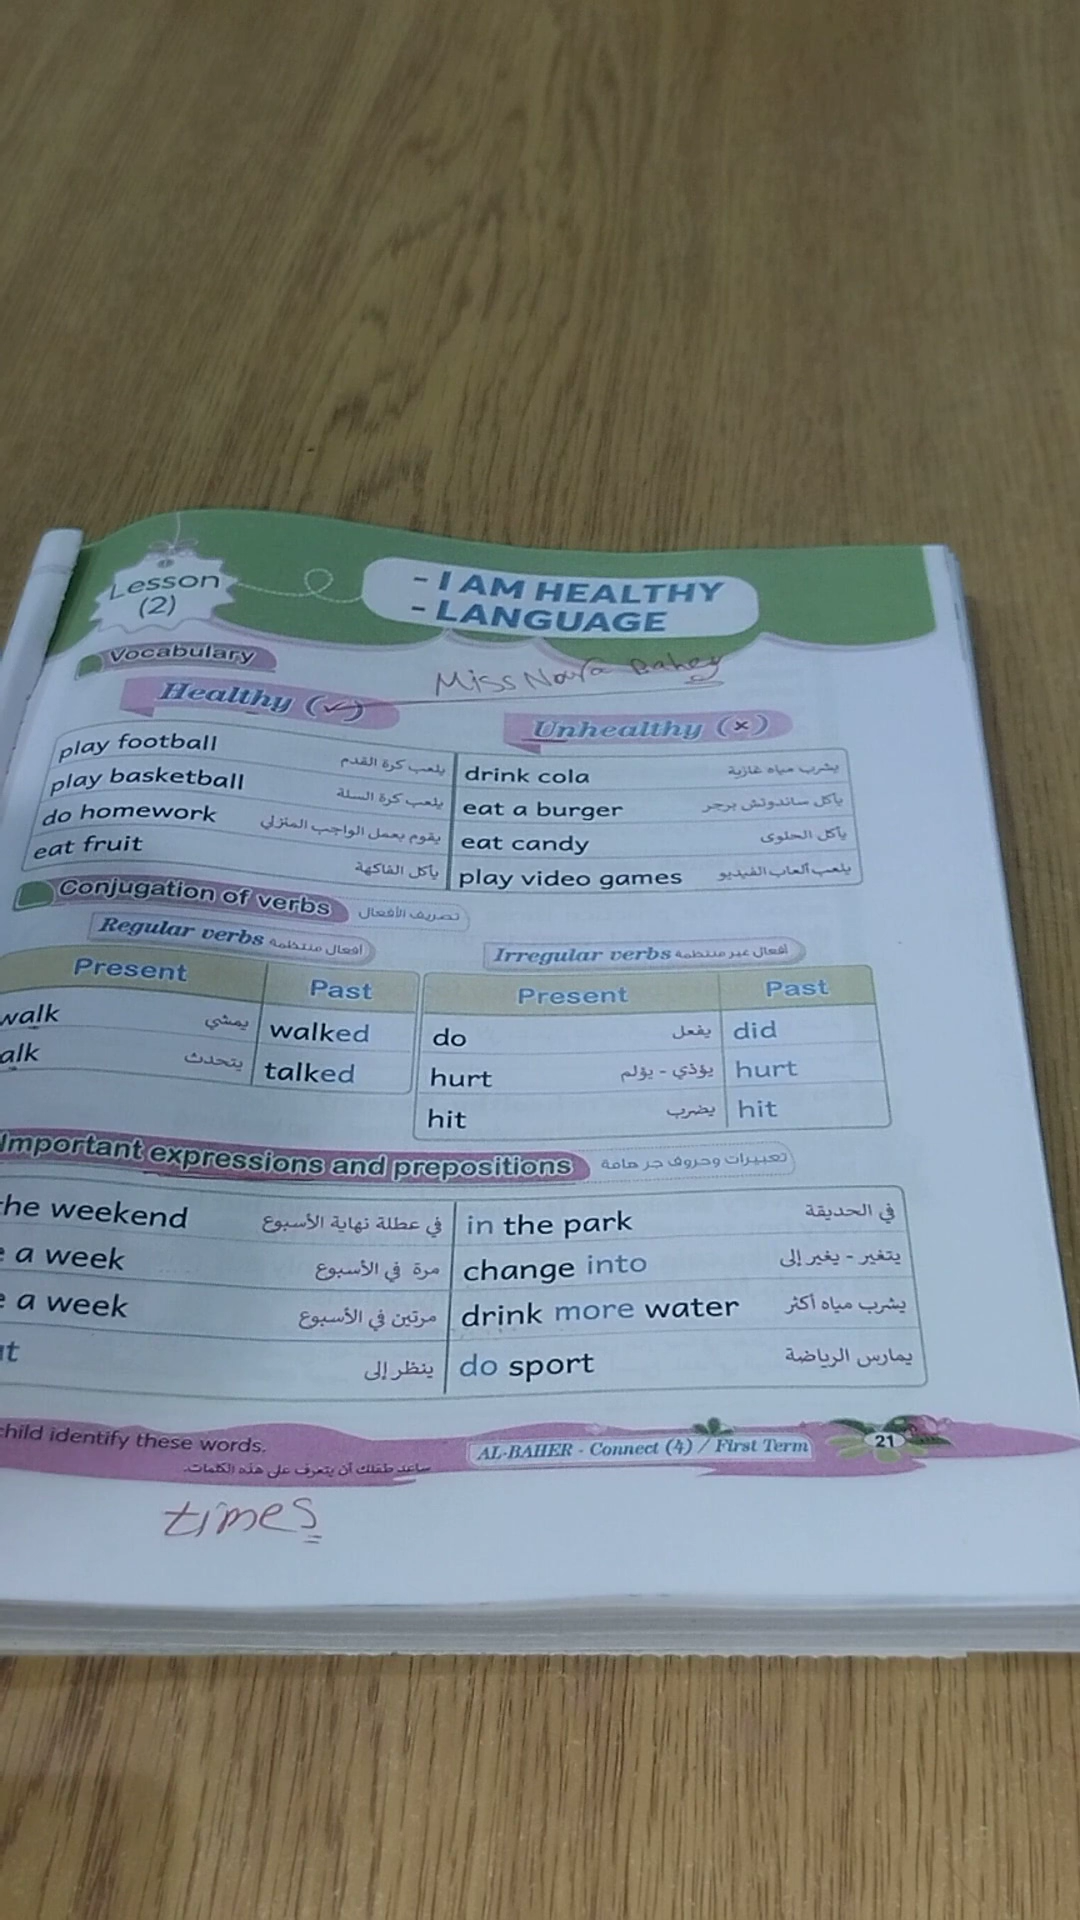 Lesson
(2)
- I AM HEALTHY
- LANGUAGE
Vocabulary
Miss Nora Baher
Healthy (✓)
Unhealthy (×)
play football يلعب كرة القدم
drink cola يشرب مياه غازية
play basketball يلعب كرة السلة
eat a burger يأكل ساندوتش برجر
do homework يقوم بعمل الواجب المنزلي
eat candy يأكل الحلوى
eat fruit يأكل الفاكهة
play video games يلعب ألعاب الفيديو
Conjugation of verbs تصريف الأفعال
Regular verbs أفعال منتظمة
Irregular verbs أفعال غير منتظمة
Present Past
Present Past
walk يمشي walked
do يفعل did
alk يتحدث talked
hurt يؤذي - يؤلم hurt
hit يضرب hit
Important expressions and prepositions تعبيرات وحروف جر هامة
the weekend في عطلة نهاية الأسبوع
in the park في الحديقة
e a week مرة في الأسبوع
change into يتغير - يغير إلى
e a week مرتين في الأسبوع
drink more water يشرب مياه أكثر
at ينظر إلى
do sport يمارس الرياضة
child identify these words.
ساعد طفلك أن يتعرف على هذه الكلمات.
AL-BAHER - Connect (4) / First Term
21
times